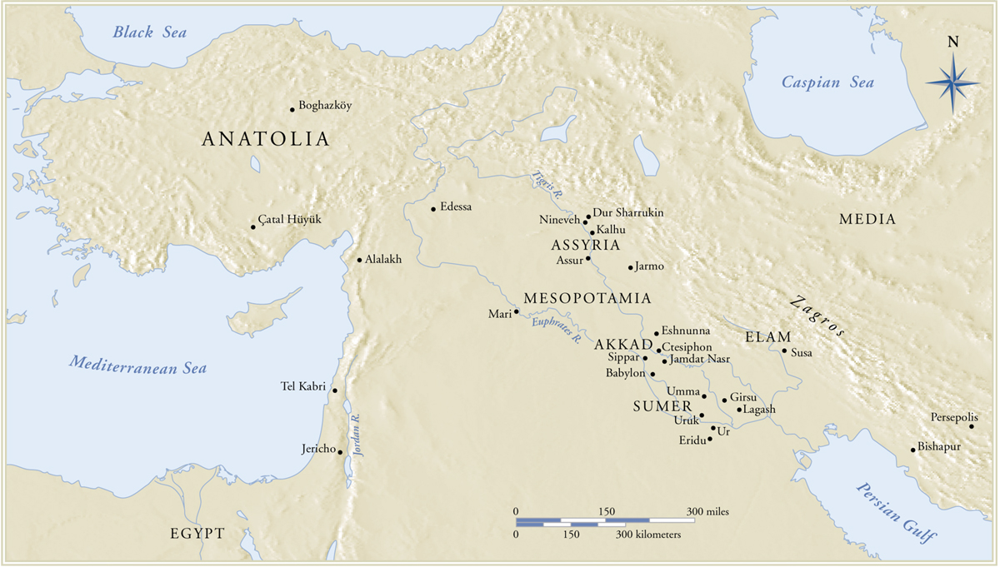 Black Sea
Caspian Sea
N
Boghazköy
ANATOLIA
Tigris R.
Edessa
Dur Sharrukin
Nineveh
Kalhu
Çatal Hüyük
MEDIA
ASSYRIA
Alalakh
Assur
Jarmo
MESOPOTAMIA
Mari
Euphrates R.
Zagros
Eshnunna
ELAM
AKKAD
Ctesiphon
Susa
Sippar
Jamdat Nasr
Mediterranean Sea
Babylon
Tel Kabri
Umma
Girsu
SUMER
Lagash
Uruk
Persepolis
Ur
Jordan R.
Eridu
Jericho
Bishapur
Persian Gulf
0 150 300 miles
0 150 300 kilometers
EGYPT